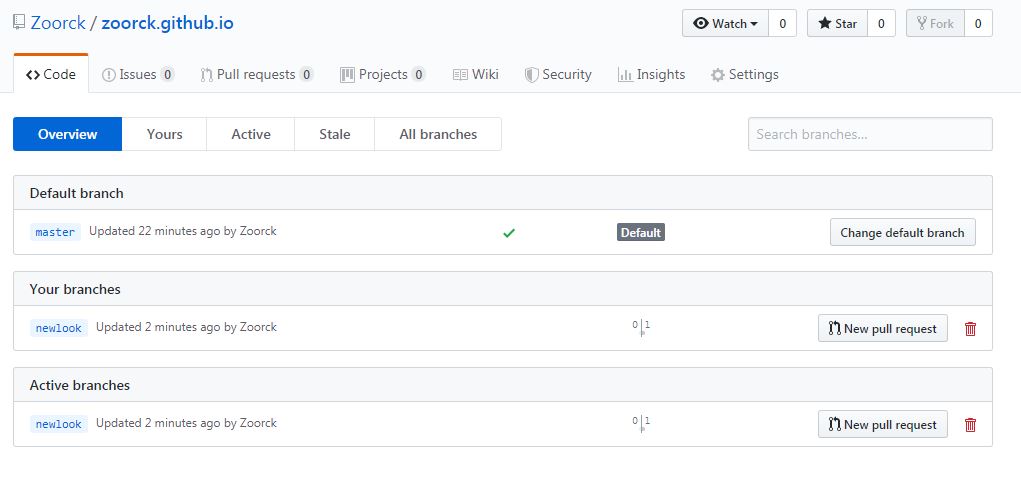 Zoorck / zoorck.github.io Watch 0 Star 0 Fork 0
Code Issues 0 Pull requests 0 Projects 0 Wiki Security Insights Settings
Overview Yours Active Stale All branches Search branches...
Default branch
master Updated 22 minutes ago by Zoorck Default Change default branch
Your branches
newlook Updated 2 minutes ago by Zoorck 0 1 New pull request
Active branches
newlook Updated 2 minutes ago by Zoorck 0 1 New pull request